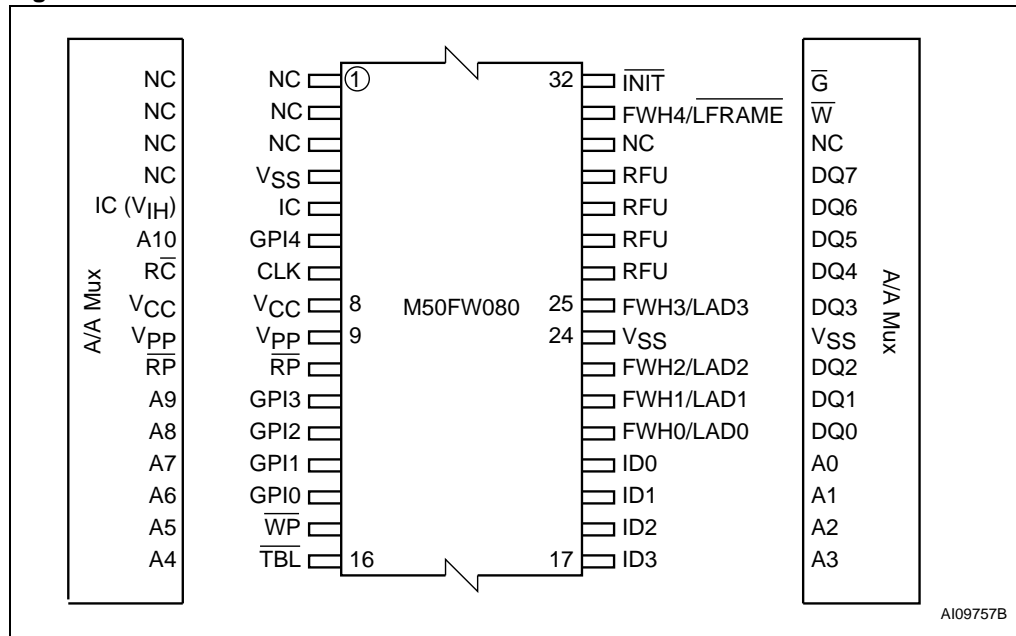 NC NC 1 32 INIT G
NC NC FWH4/LFRAME W
NC NC NC NC
NC VSS RFU DQ7
IC (VIH) IC RFU DQ6
A10 GPI4 RFU DQ5
RC CLK RFU DQ4
A/A Mux VCC VCC 8 M50FW080 25 FWH3/LAD3 DQ3 A/A Mux
VPP VPP 9 24 VSS VSS
RP RP FWH2/LAD2 DQ2
A9 GPI3 FWH1/LAD1 DQ1
A8 GPI2 FWH0/LAD0 DQ0
A7 GPI1 ID0 A0
A6 GPI0 ID1 A1
A5 WP ID2 A2
A4 TBL 16 17 ID3 A3
AI09757B